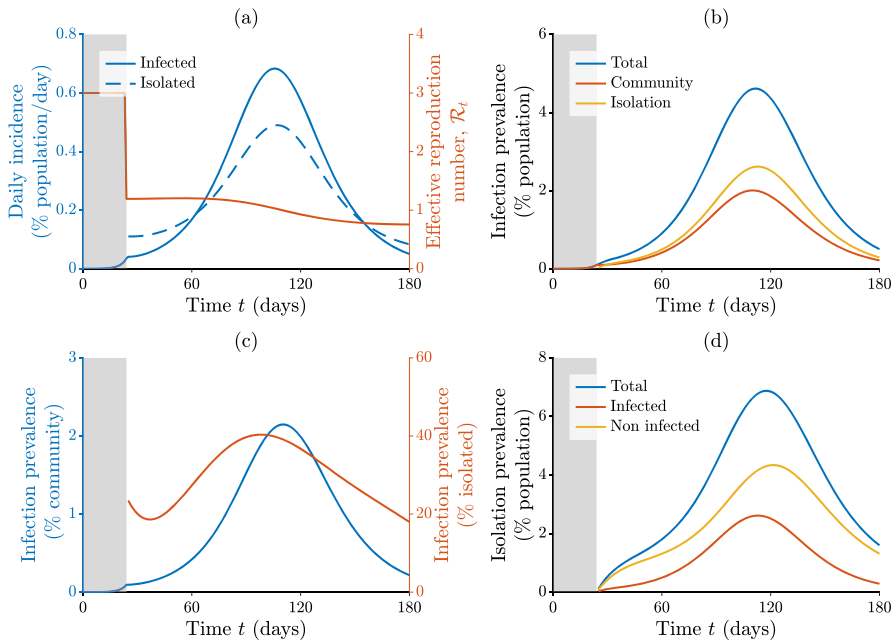 (a)
0.8
0.6
0.4
0.2
0
Daily incidence
(% population/day)
Infected
Isolated
4
3
2
1
0
Effective reproduction
number, ℛₜ
0
60
120
180
Time t (days)
(b)
6
4
2
0
Infection prevalence
(% population)
Total
Community
Isolation
0
60
120
180
Time t (days)
(c)
3
2
1
0
Infection prevalence
(% community)
60
40
20
0
Infection prevalence
(% isolated)
0
60
120
180
Time t (days)
(d)
8
6
4
2
0
Isolation prevalence
(% population)
Total
Infected
Non infected
0
60
120
180
Time t (days)